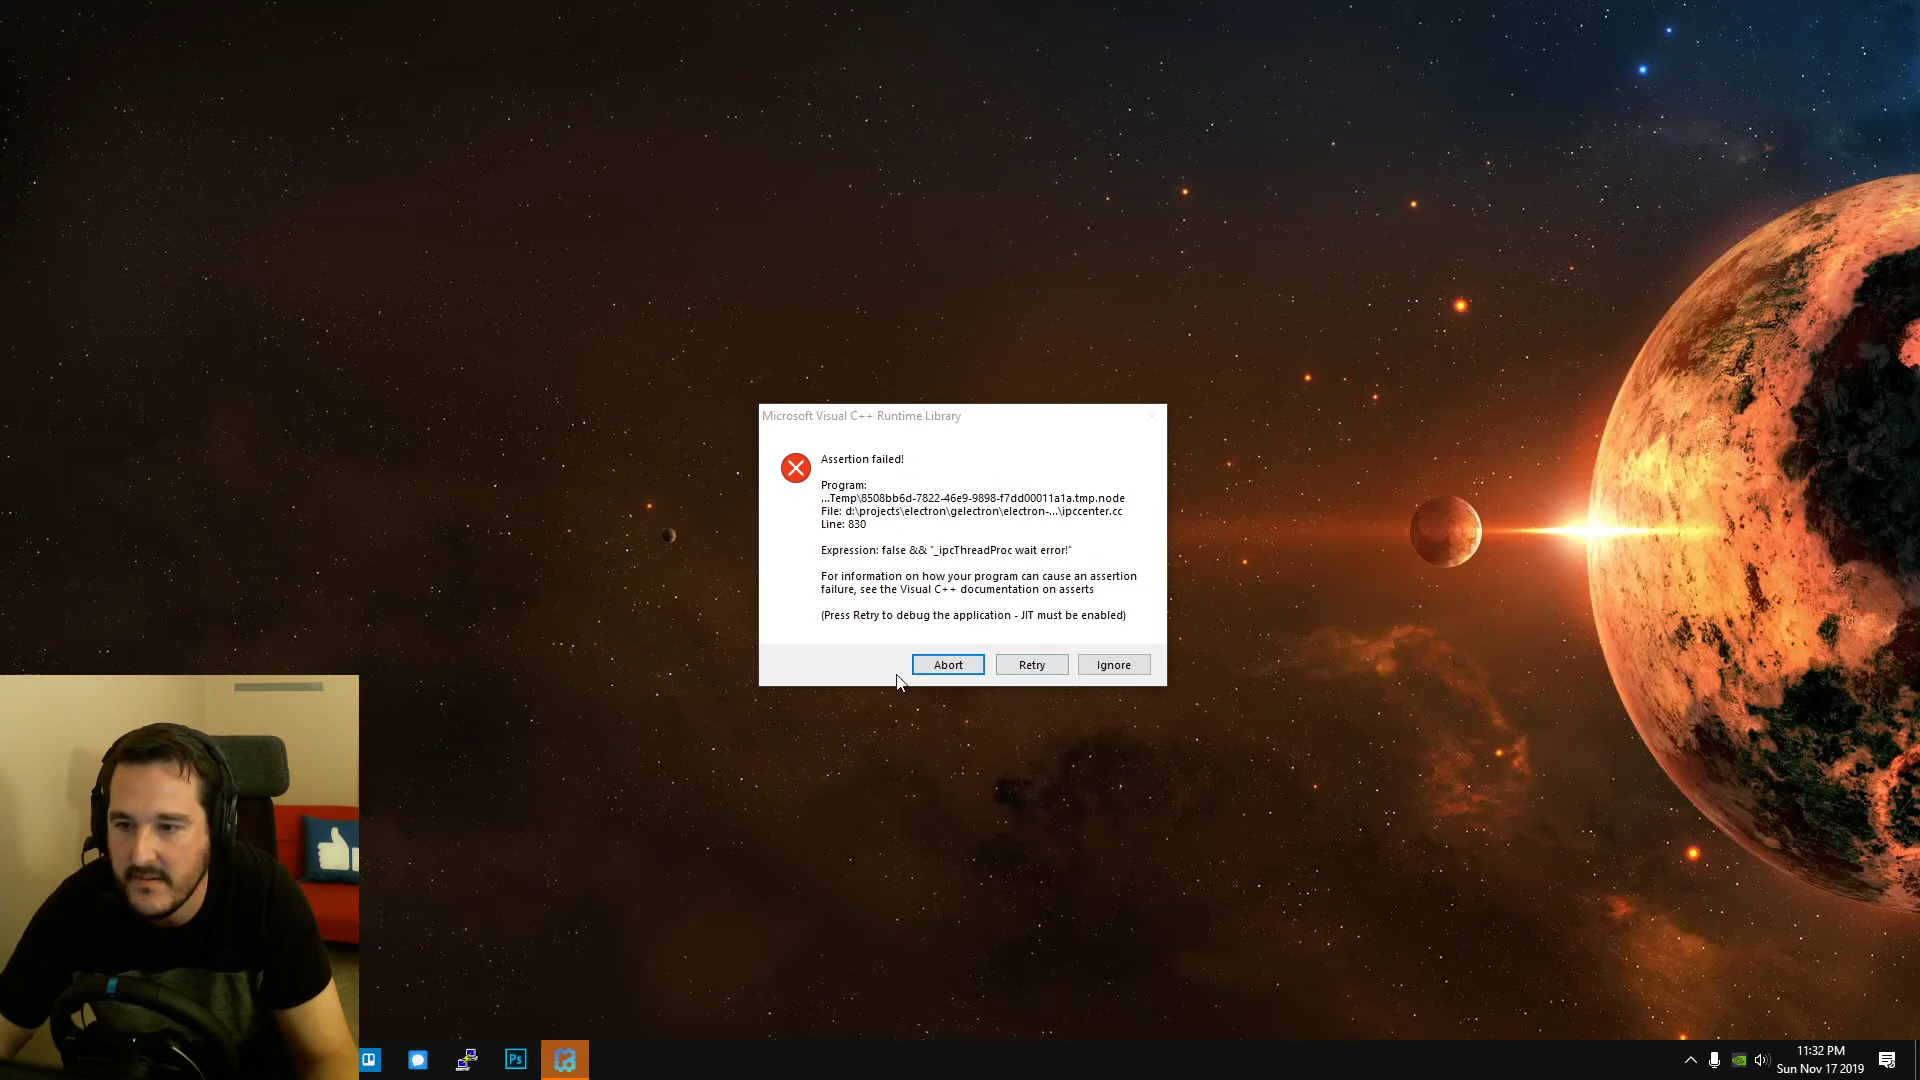 Microsoft Visual C++ Runtime Library
Assertion failed!
Program:
...Temp\8508bb6d-7822-46e9-9898-f7dd00011a1a.tmp.node
File: d:\projects\electron\gelectron\electron-...\ipccenter.cc
Line: 830
Expression: false && "_ipcThreadProc wait error!"
For information on how your program can cause an assertion
failure, see the Visual C++ documentation on asserts
(Press Retry to debug the application - JIT must be enabled)
Abort Retry Ignore
Ps
11:32 PM
Sun Nov 17 2019